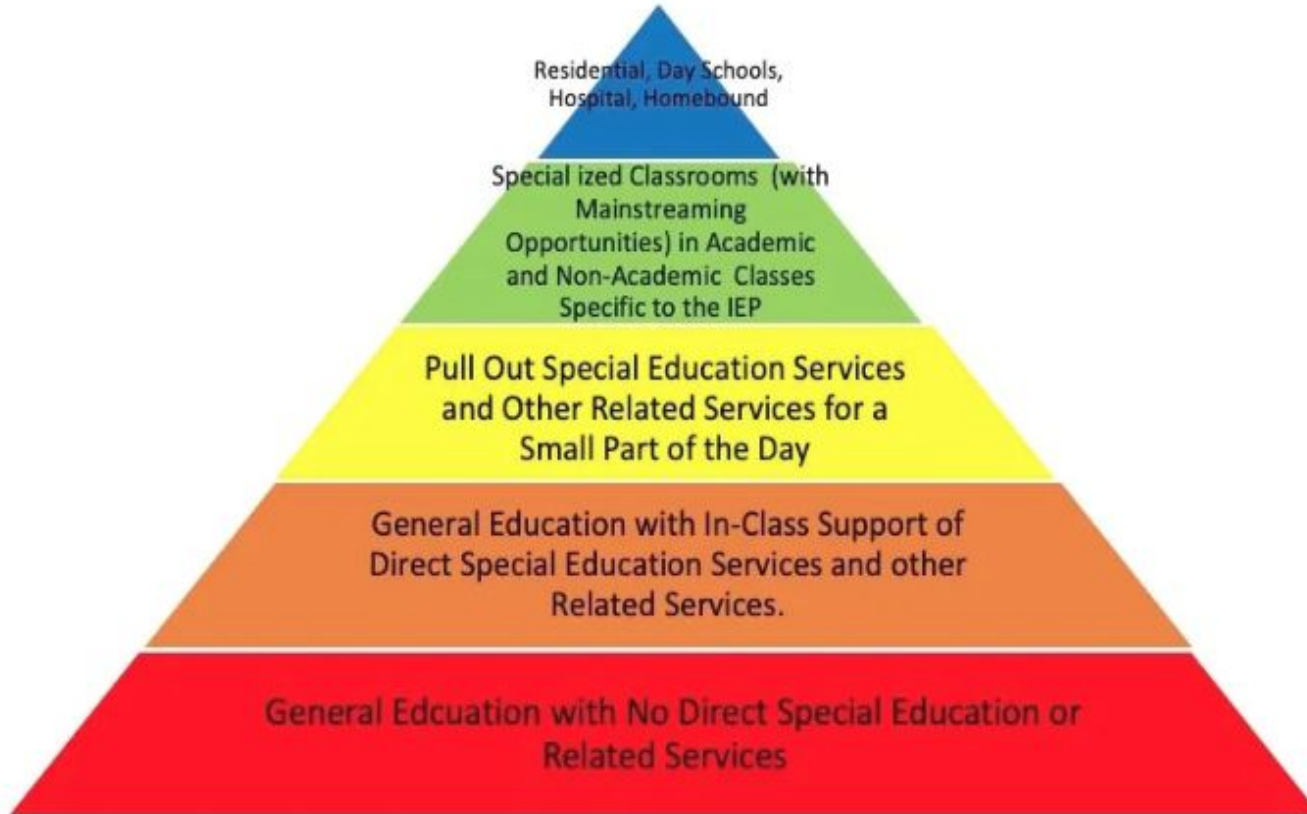 Residential, Day Schools,
Hospital, Homebound
Special ized Classrooms (with
Mainstreaming
Opportunities) in Academic
and Non-Academic Classes
Specific to the IEP
Pull Out Special Education Services
and Other Related Services for a
Small Part of the Day
General Education with In-Class Support of
Direct Special Education Services and other
Related Services.
General Edcuation with No Direct Special Education or
Related Services